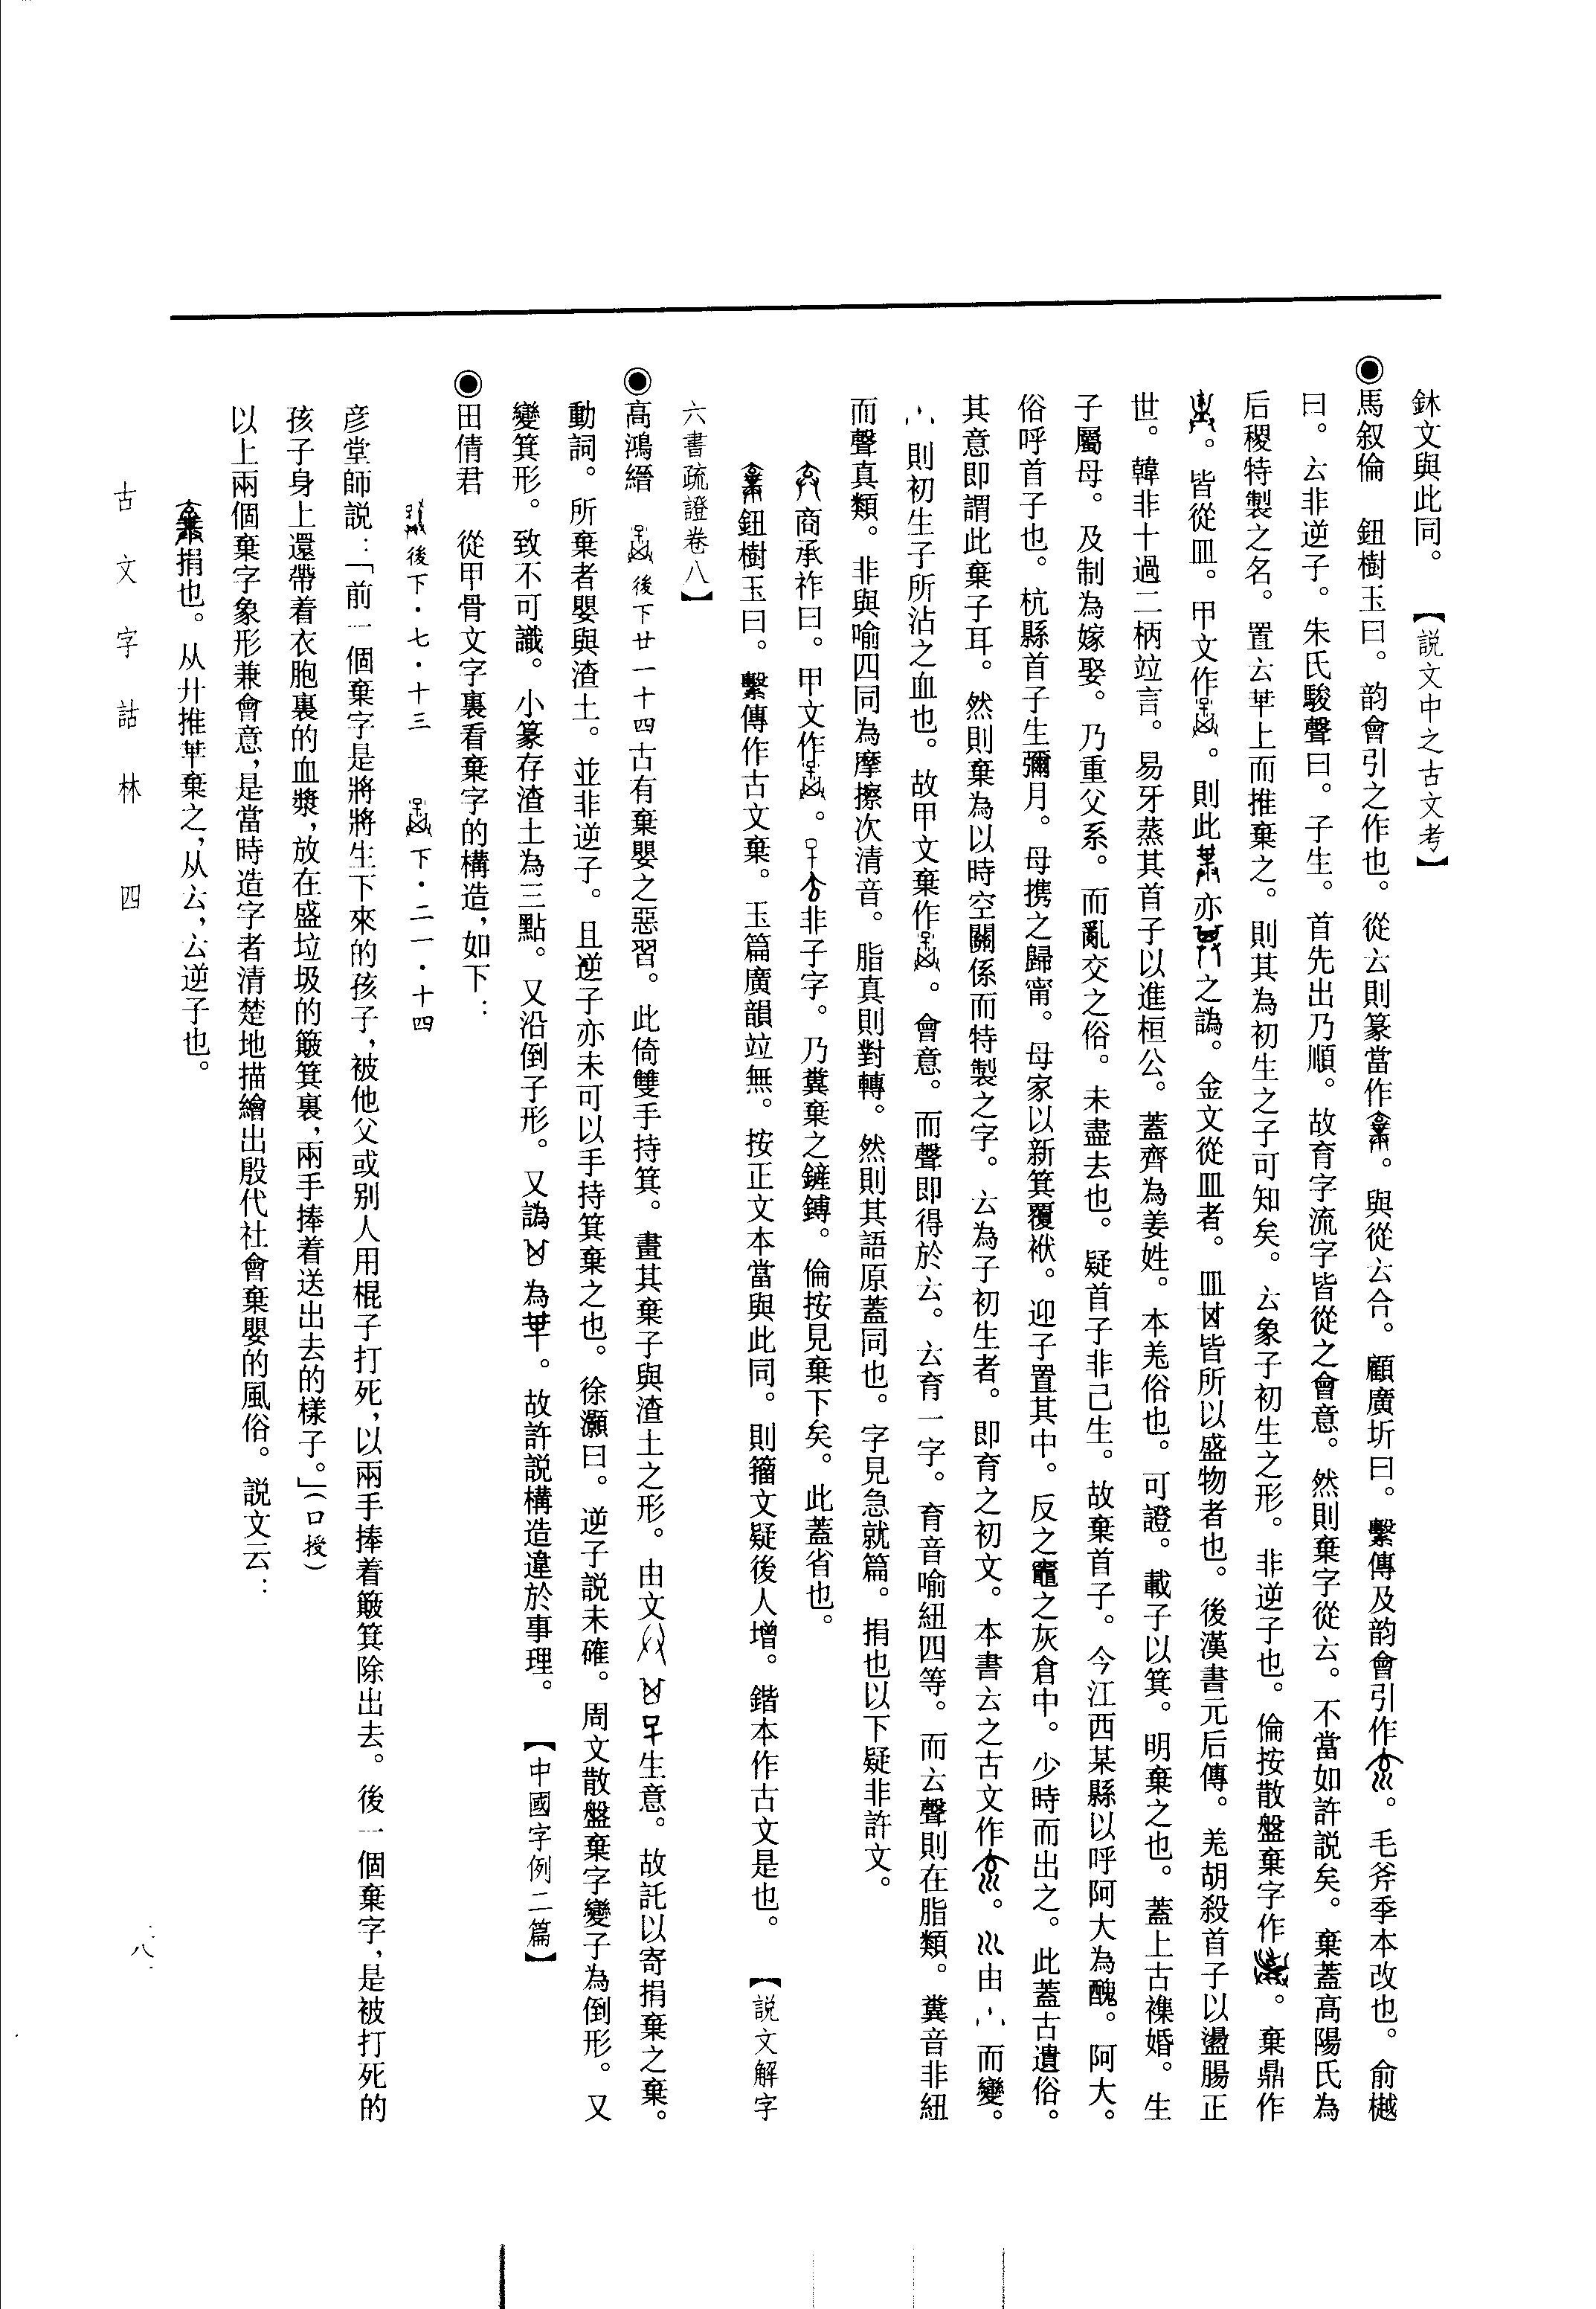 鉥文與此同。【説文中之古文考】
◉馬叙倫　鈕樹玉曰。韵會引之作也。從𠫓則篆當作。與從𠫓合。顧廣圻曰。繫傳及韵會引作。毛斧季本改也。俞樾
曰。𠫓非逆子。朱氏駿聲曰。子生。首先出乃順。故育字流字皆從之會意。然則棄字從𠫓。不當如許説矣。棄蓋高陽氏為
后稷特製之名。置𠫓𠦒上而推棄之。則其為初生之子可知矣。𠫓象子初生之形。非逆子也。倫按散盤棄字作。棄鼎作
。皆從皿。甲文作。則此亦之譌。金文從皿者。皿𠀠皆所以盛物者也。後漢書元后傳。羌胡殺首子以盪腸正
世。韓非十過二柄竝言。易牙蒸其首子以進桓公。蓋齊為姜姓。本羌俗也。可證。載子以箕。明棄之也。蓋上古褋婚。生
子屬母。及制為嫁娶。乃重父系。而亂交之俗。未盡去也。疑首子非己生。故棄首子。今江西某縣以呼阿大為醜。阿大。
俗呼首子也。杭縣首子生彌月。母携之歸甯。母家以新箕覆袱。迎子置其中。反之竈之灰倉中。少時而出之。此蓋古遺俗。
其意即謂此棄子耳。然則棄為以時空關係而特製之字。𠫓為子初生者。即育之初文。本書𠫓之古文作。由而變。
則初生子所沾之血也。故甲文棄作。會意。而聲即得於𠫓。𠫓育一字。育音喻紐四等。而𠫓聲則在脂類。糞音非紐
而聲真類。非與喻四同為摩擦次清音。脂真則對轉。然則其語原蓋同也。字見急就篇。捐也以下疑非許文。
商承祚曰。甲文作。非子字。乃糞棄之鏟鎛。倫按見棄下矣。此蓋省也。
鈕樹玉曰。繫傳作古文棄。玉篇廣韻竝無。按正文本當與此同。則籀文疑後人增。鍇本作古文是也。【説文解字
六書疏證卷八】
◉高鴻縉　後下廿一十四古有棄嬰之惡習。此倚雙手持箕。畫其棄子與渣土之形。由文生意。故託以寄捐棄之棄。
動詞。所棄者嬰與渣土。並非逆子。且逆子亦未可以手持箕棄之也。徐灝曰。逆子説未確。周文散盤棄字變子為倒形。又
變箕形。致不可識。小篆存渣土為三點。又沿倒子形。又譌為𠦒。故許説構造違於事理。【中國字例二篇】
◉田倩君　從甲骨文字裏看棄字的構造，如下：
後下·七·十三　下·二一·十四
彥堂師説：「前一個棄字是將將生下來的孩子，被他父或别人用棍子打死，以兩手捧着簸箕除出去。後一個棄字，是被打死的
孩子身上還帶着衣胞裏的血漿，放在盛垃圾的簸箕裏，兩手捧着送出去的樣子。」（口授）
以上兩個棄字象形兼會意，是當時造字者清楚地描繪出殷代社會棄嬰的風俗。説文云：
捐也。从廾推𠦒棄之，从𠫓，𠫓逆子也。
古文字詁林　四